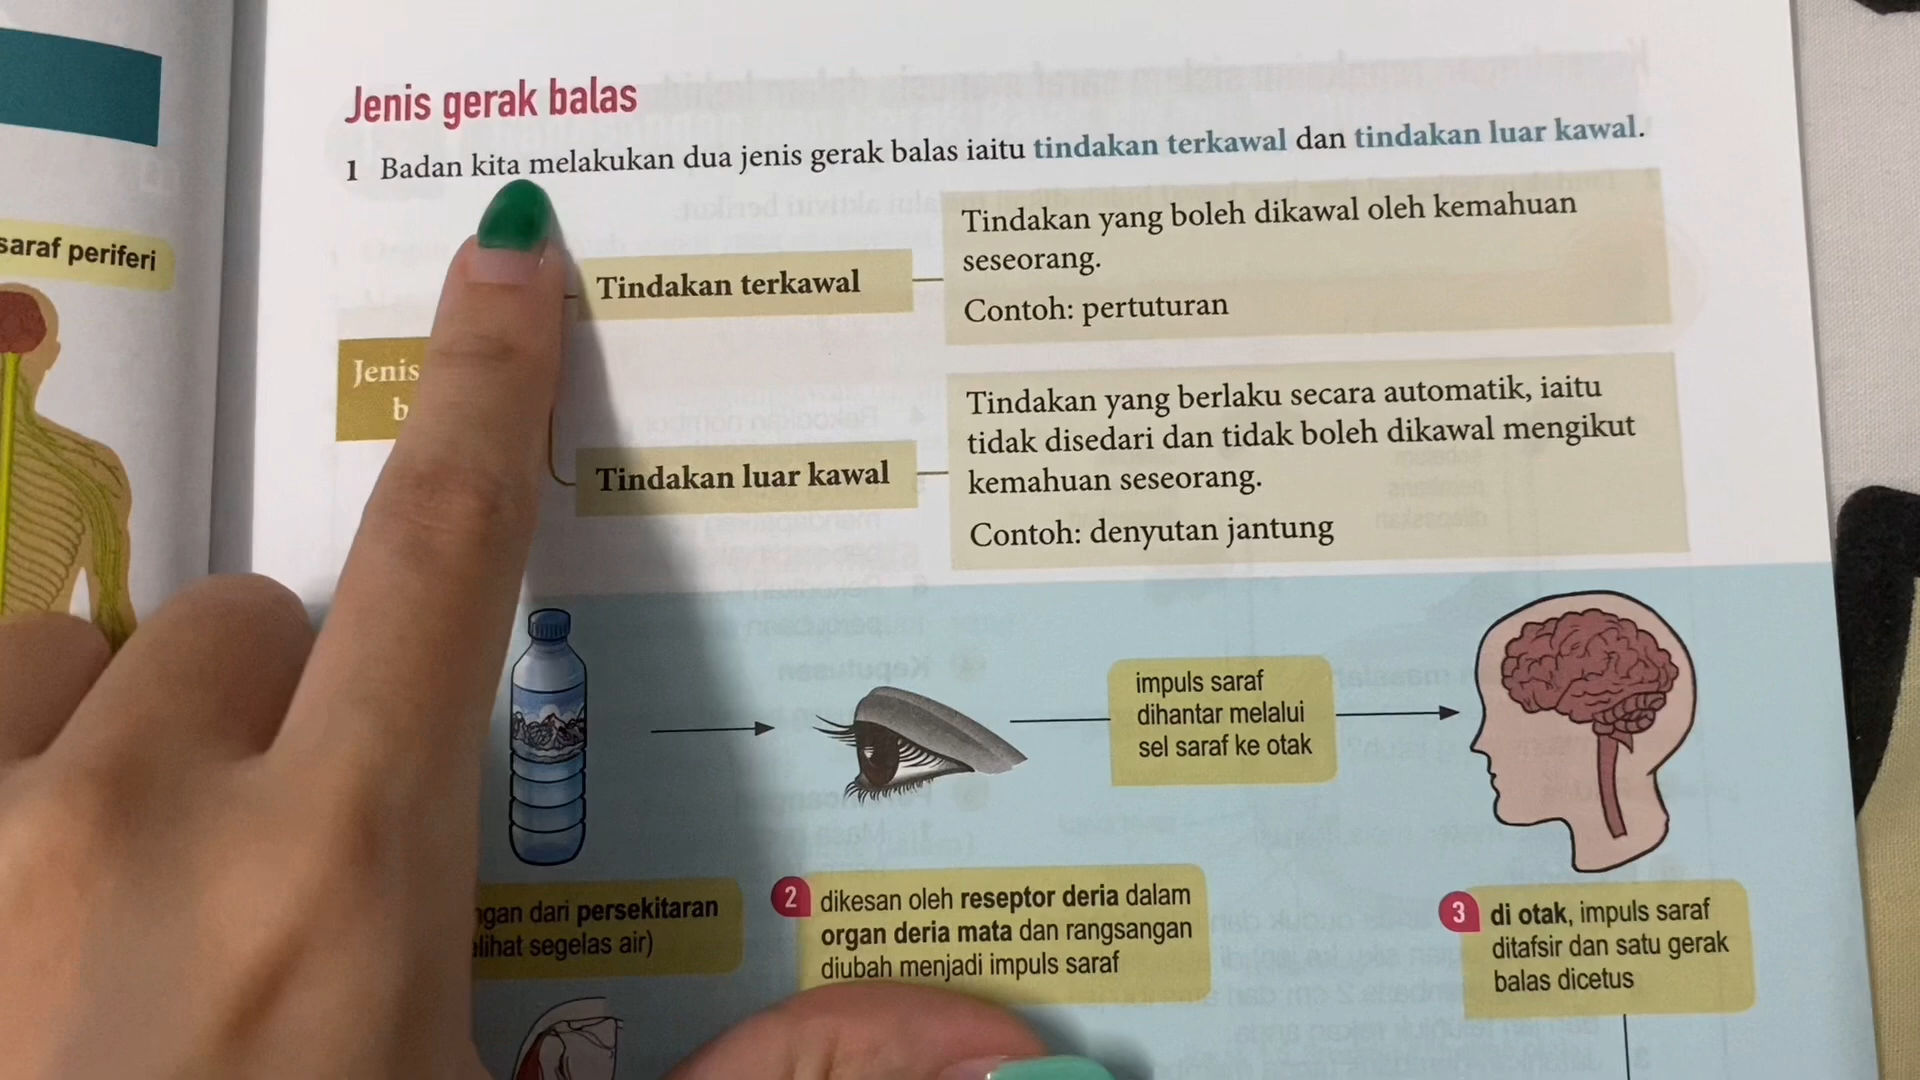 saraf periferi
Jenis gerak balas
1 Badan kita melakukan dua jenis gerak balas iaitu tindakan terkawal dan tindakan luar kawal.
Tindakan terkawal
Tindakan yang boleh dikawal oleh kemahuan
seseorang.
Contoh: pertuturan
Jenis
Tindakan luar kawal
Tindakan yang berlaku secara automatik, iaitu
tidak disedari dan tidak boleh dikawal mengikut
kemahuan seseorang.
Contoh: denyutan jantung
impuls saraf
dihantar melalui
sel saraf ke otak
dari persekitaran
segelas air)
2 dikesan oleh reseptor deria dalam
organ deria mata dan rangsangan
diubah menjadi impuls saraf
3 di otak, impuls saraf
ditafsir dan satu gerak
balas dicetus